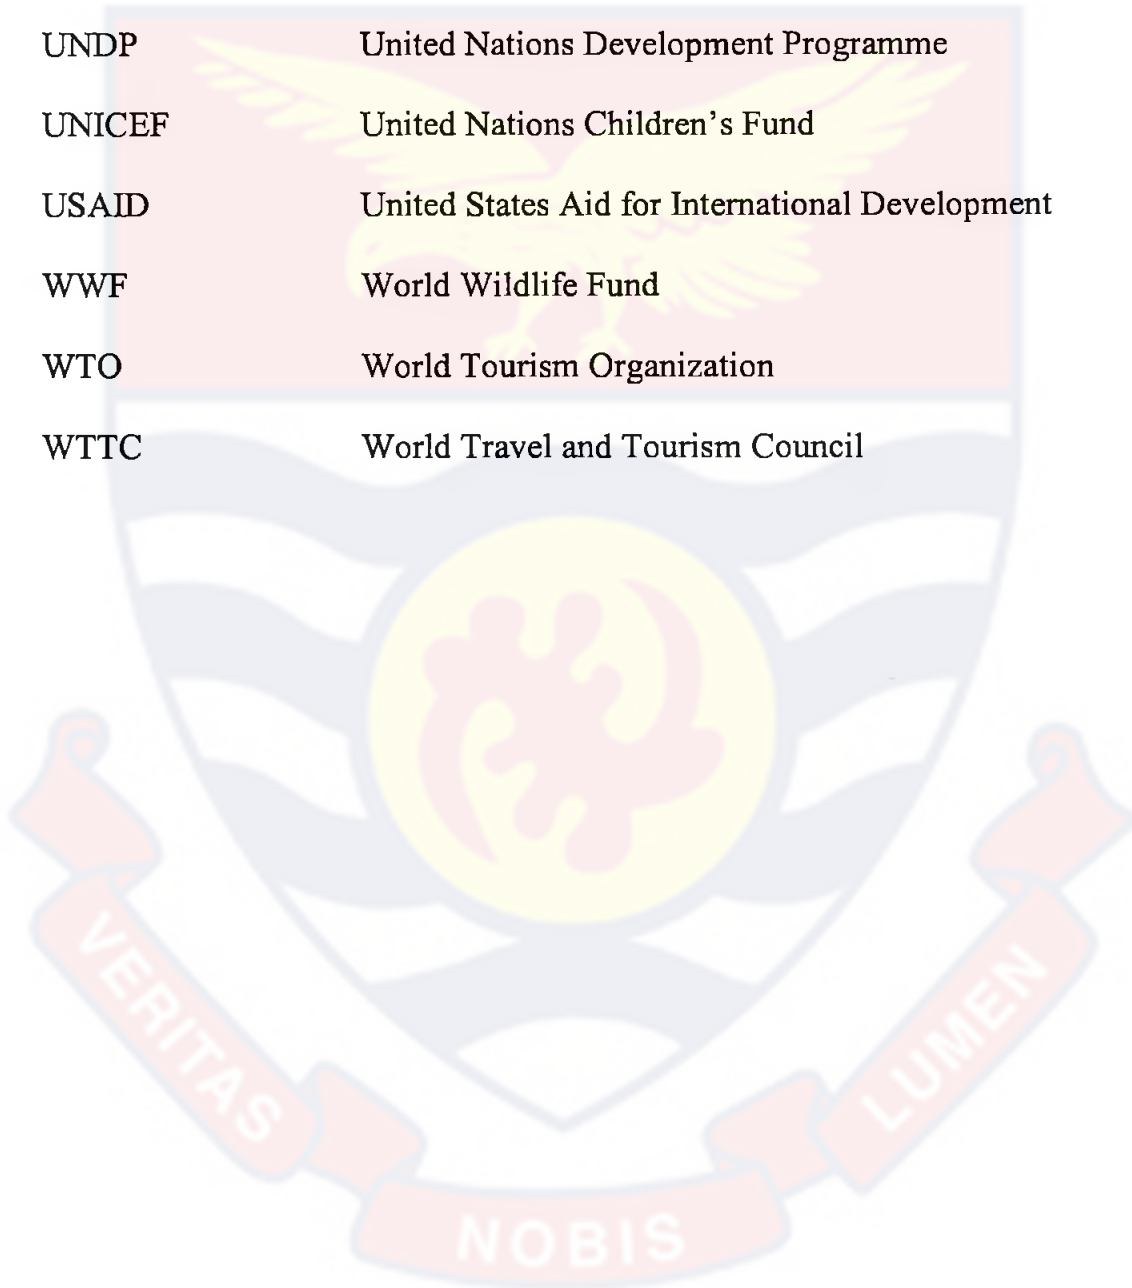 UNDP United Nations Development Programme
UNICEF United Nations Children's Fund
USAID United States Aid for International Development
WWF World Wildlife Fund
WTO World Tourism Organization
WTTC World Travel and Tourism Council
VERITAS
NOBIS
LUMEN